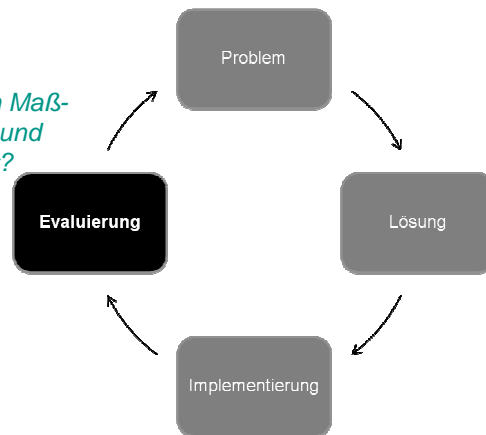 Problem
Maß-
und
?
Evaluierung
Lösung
Implementierung